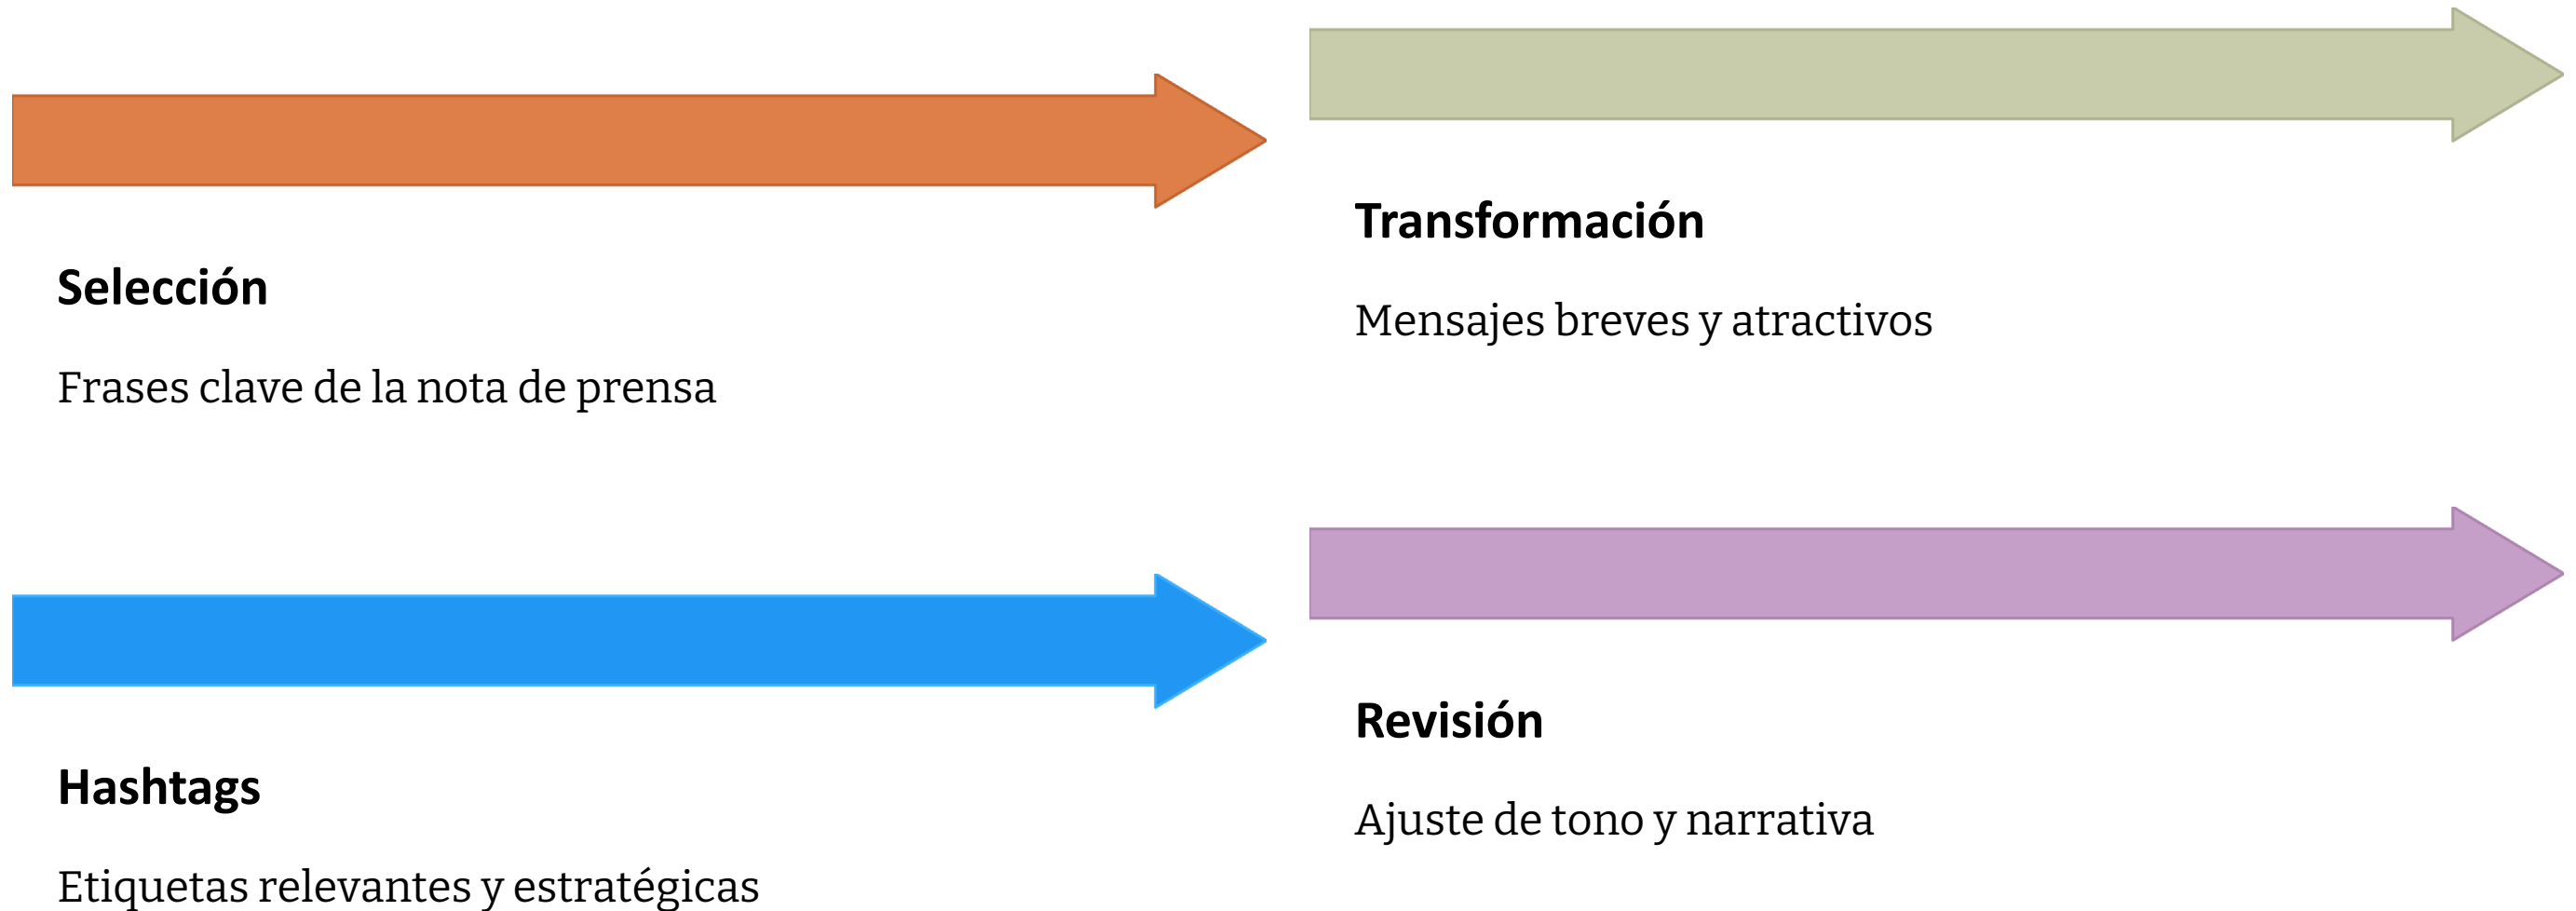 Selección
Frases clave de la nota de prensa
Transformación
Mensajes breves y atractivos
Hashtags
Etiquetas relevantes y estratégicas
Revisión
Ajuste de tono y narrativa